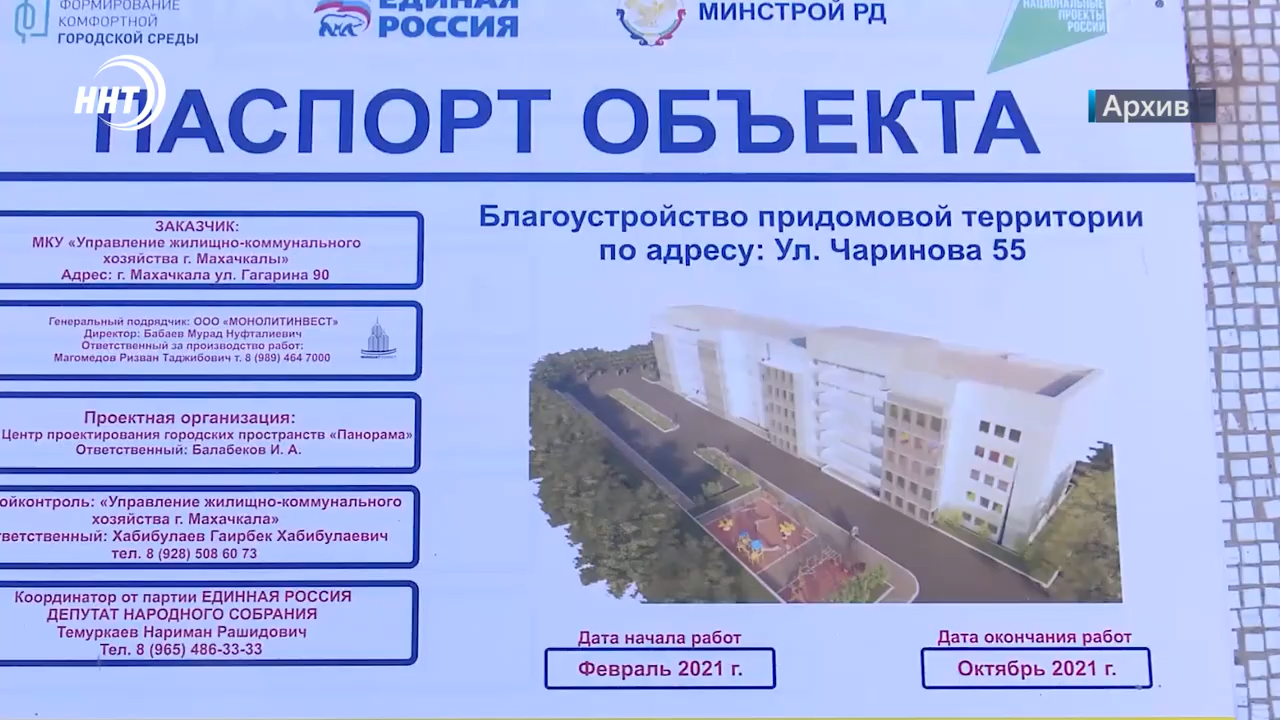 ФОРМИРОВАНИЕ
КОМФОРТНОЙ
ГОРОДСКОЙ СРЕДЫ
ЕДИНАЯ
РОССИЯ
МИНСТРОЙ РД
НАЦИОНАЛЬНЫЕ
ПРОЕКТЫ
РОССИИ
ННТ
Архив
ПАСПОРТ ОБЪЕКТА
Благоустройство придомовой территории
по адресу: Ул. Чаринова 55
ЗАКАЗЧИК:
МКУ «Управление жилищно-коммунального
хозяйства г. Махачкалы»
Адрес: г. Махачкала ул. Гагарина 90
Генеральный подрядчик: ООО «МОНОЛИТИНВЕСТ»
Директор: Бабаев Мурад Нуфталиевич
Ответственный за производство работ:
Магомедов Ризван Таджибович т. 8 (989) 464 7000
Проектная организация:
Центр проектирования городских пространств «Панорама»
Ответственный: Балабеков И. А.
ойконтроль: «Управление жилищно-коммунального
хозяйства г. Махачкала»
тветственный: Хабибулаев Гаирбек Хабибулаевич
тел. 8 (928) 508 60 73
Координатор от партии ЕДИННАЯ РОССИЯ
ДЕПУТАТ НАРОДНОГО СОБРАНИЯ
Темуркаев Нариман Рашидович
Тел. 8 (965) 486-33-33
Дата начала работ
Февраль 2021 г.
Дата окончания работ
Октябрь 2021 г.